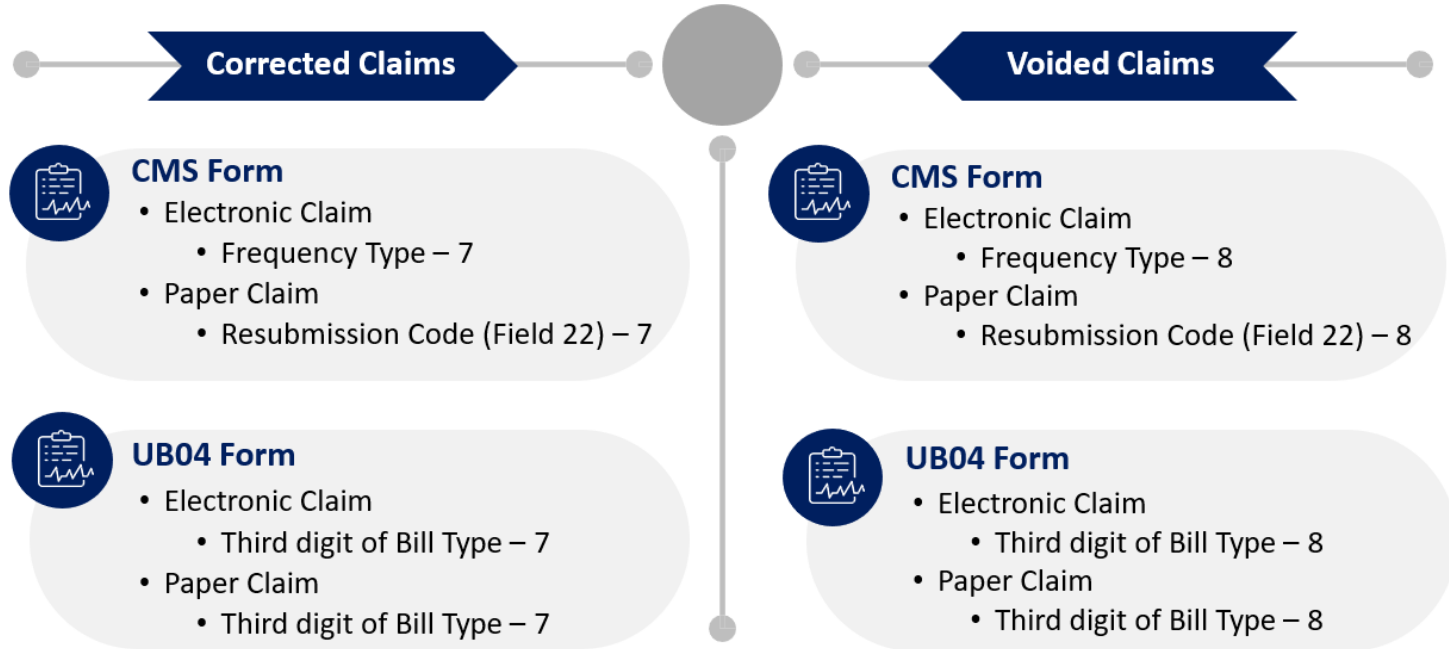 Corrected Claims
CMS Form
• Electronic Claim
• Frequency Type – 7
• Paper Claim
• Resubmission Code (Field 22) – 7
UB04 Form
• Electronic Claim
• Third digit of Bill Type – 7
• Paper Claim
• Third digit of Bill Type – 7
Voided Claims
CMS Form
• Electronic Claim
• Frequency Type – 8
• Paper Claim
• Resubmission Code (Field 22) – 8
UB04 Form
• Electronic Claim
• Third digit of Bill Type – 8
• Paper Claim
• Third digit of Bill Type – 8